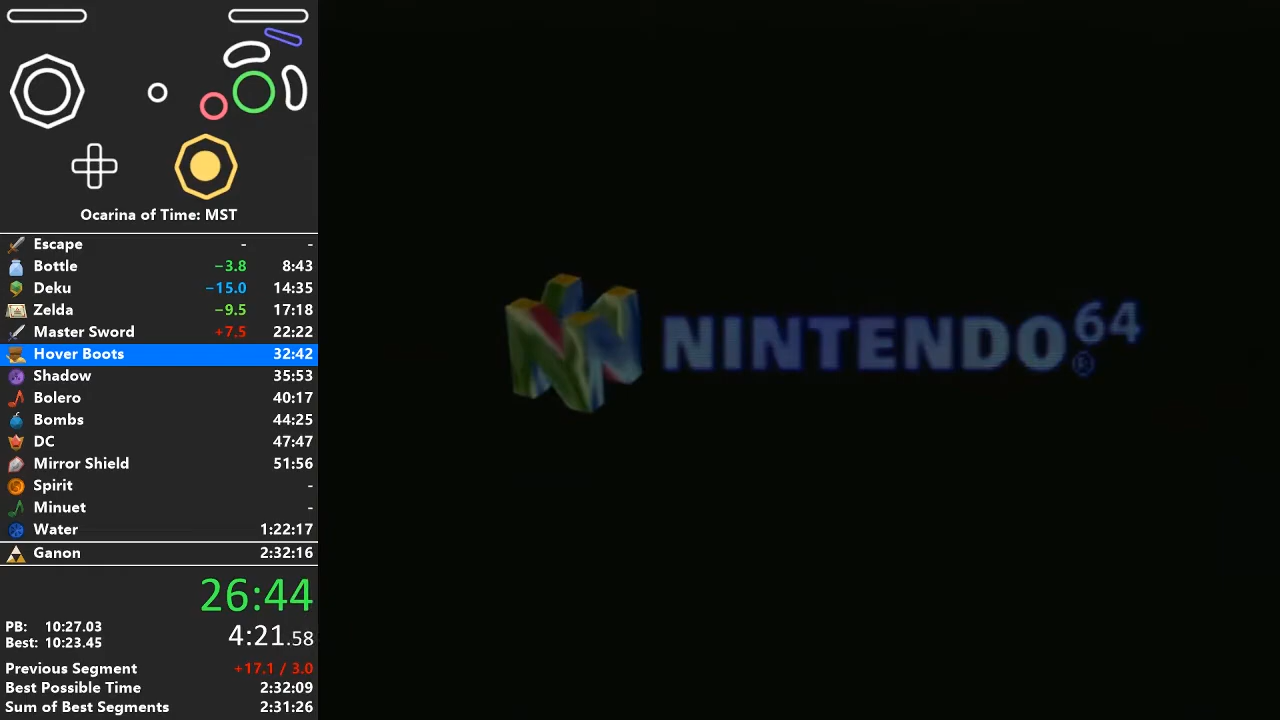 Ocarina of Time: MST
Escape - -
Bottle −3.8 8:43
Deku −15.0 14:35
Zelda −9.5 17:18
Master Sword +7.5 22:22
Hover Boots 32:42
Shadow 35:53
Bolero 40:17
Bombs 44:25
DC 47:47
Mirror Shield 51:56
Spirit -
Minuet -
Water 1:22:17
Ganon 2:32:16
26:44
PB: 10:27.03
Best: 10:23.45
4:21.58
Previous Segment +17.1 / 3.0
Best Possible Time 2:32:09
Sum of Best Segments 2:31:26
NINTENDO 64 ®